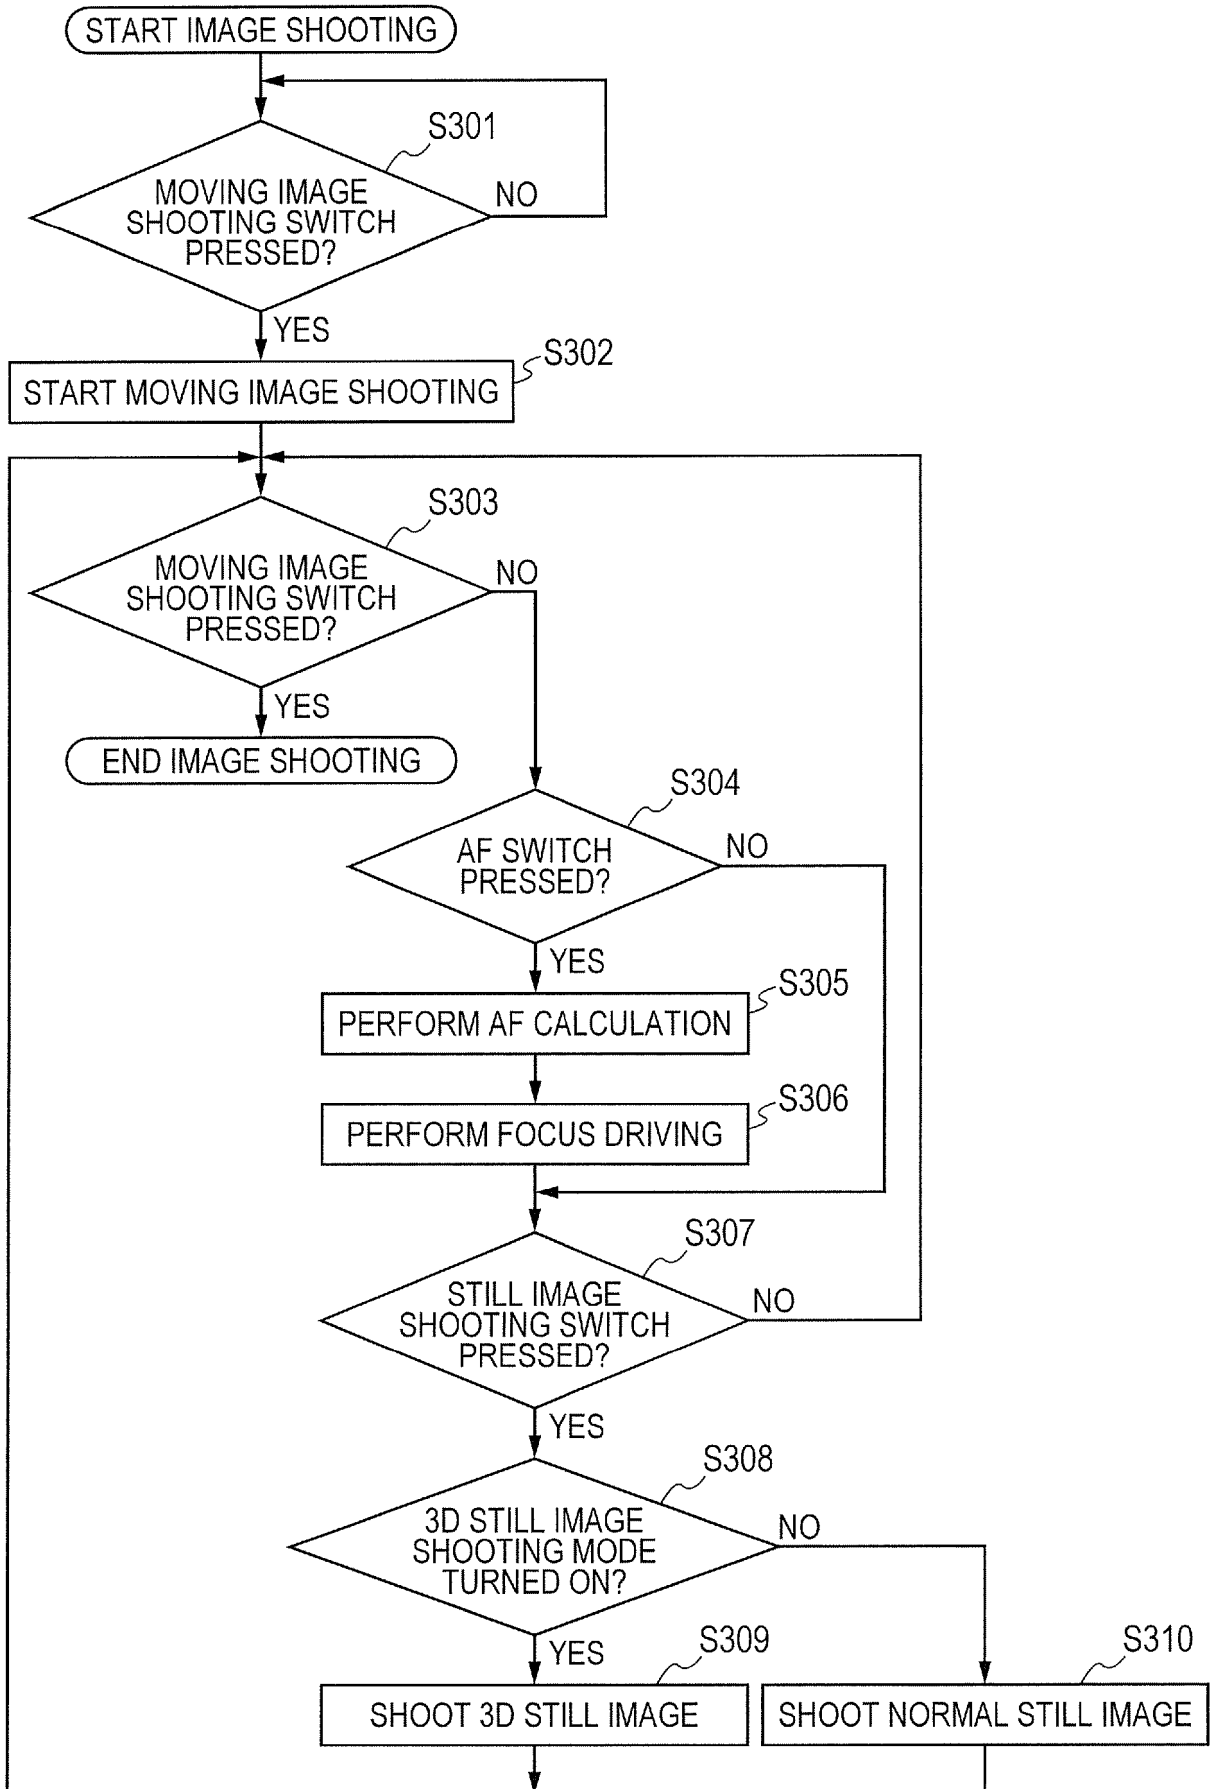 START IMAGE SHOOTING
S301
MOVING IMAGE
SHOOTING SWITCH
PRESSED?
NO
YES
S302
START MOVING IMAGE SHOOTING
S303
MOVING IMAGE
SHOOTING SWITCH
PRESSED?
NO
YES
END IMAGE SHOOTING
S304
AF SWITCH
PRESSED?
NO
YES
S305
PERFORM AF CALCULATION
S306
PERFORM FOCUS DRIVING
S307
STILL IMAGE
SHOOTING SWITCH
PRESSED?
NO
YES
S308
3D STILL IMAGE
SHOOTING MODE
TURNED ON?
NO
YES
S309
SHOOT 3D STILL IMAGE
S310
SHOOT NORMAL STILL IMAGE